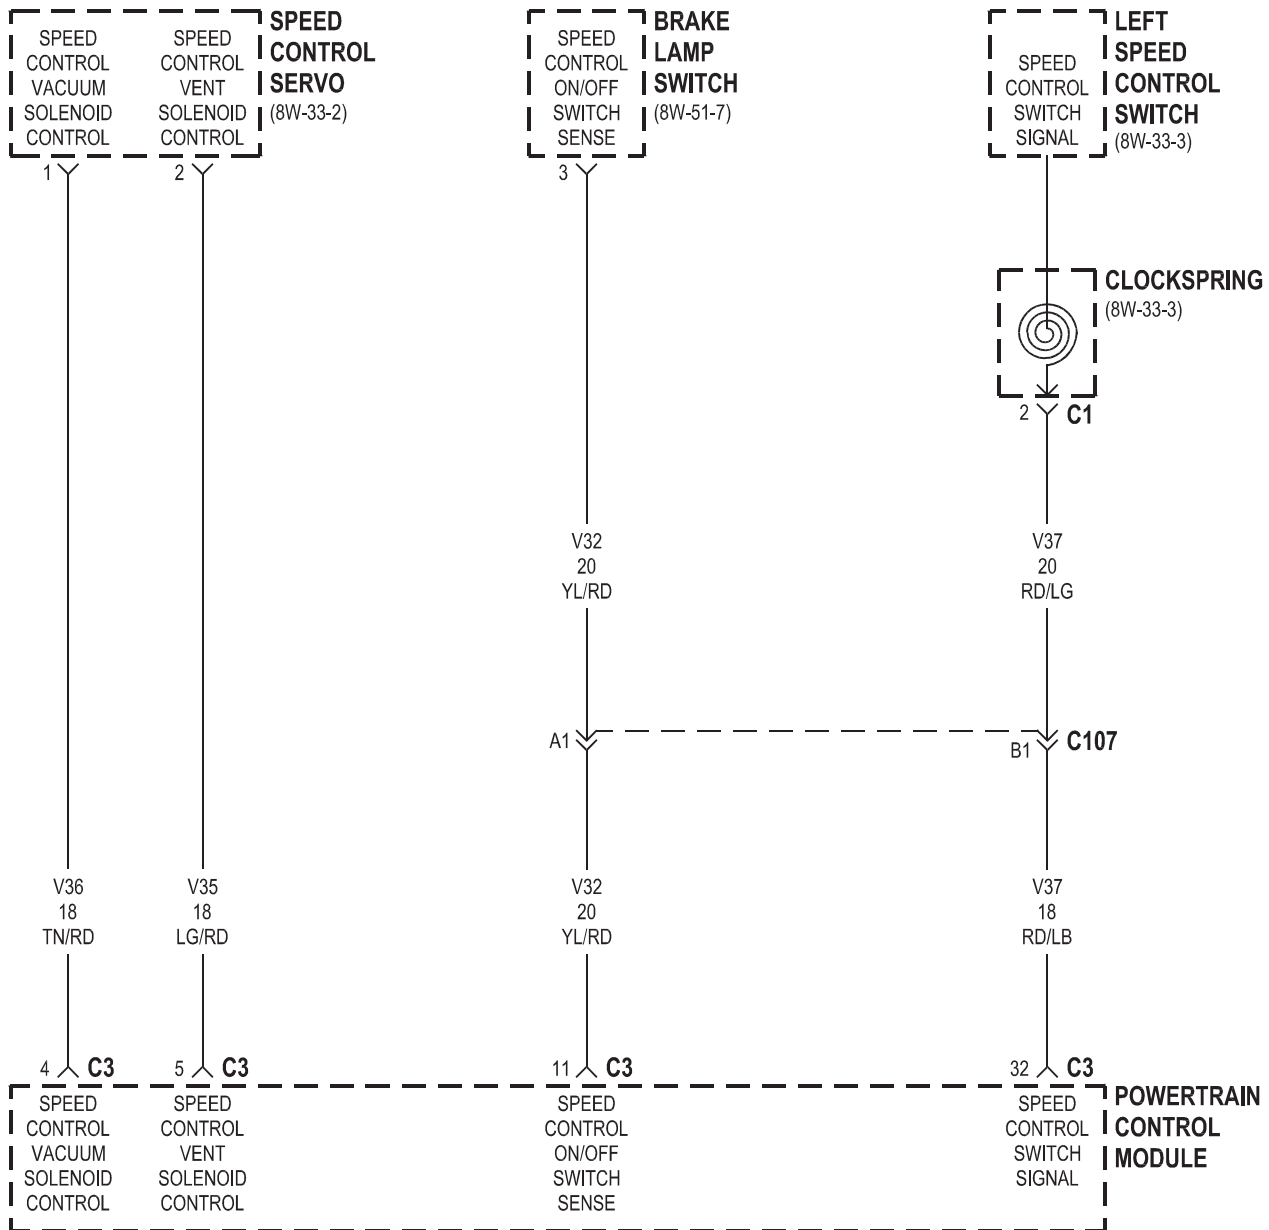 SPEED
CONTROL
VACUUM
SOLENOID
CONTROL
SPEED
CONTROL
VENT
SOLENOID
CONTROL
SPEED
CONTROL
SERVO
(8W-33-2)
SPEED
CONTROL
ON/OFF
SWITCH
SENSE
BRAKE
LAMP
SWITCH
(8W-51-7)
SPEED
CONTROL
SWITCH
SIGNAL
LEFT
SPEED
CONTROL
SWITCH
(8W-33-3)
1
2
3
CLOCKSPRING
(8W-33-3)
2
C1
V32
20
YL/RD
V37
20
RD/LG
A1
B1
C107
V36
18
TN/RD
V35
18
LG/RD
V32
20
YL/RD
V37
18
RD/LB
4
C3
5
C3
11
C3
32
C3
SPEED
CONTROL
VACUUM
SOLENOID
CONTROL
SPEED
CONTROL
VENT
SOLENOID
CONTROL
SPEED
CONTROL
ON/OFF
SWITCH
SENSE
SPEED
CONTROL
SWITCH
SIGNAL
POWERTRAIN
CONTROL
MODULE